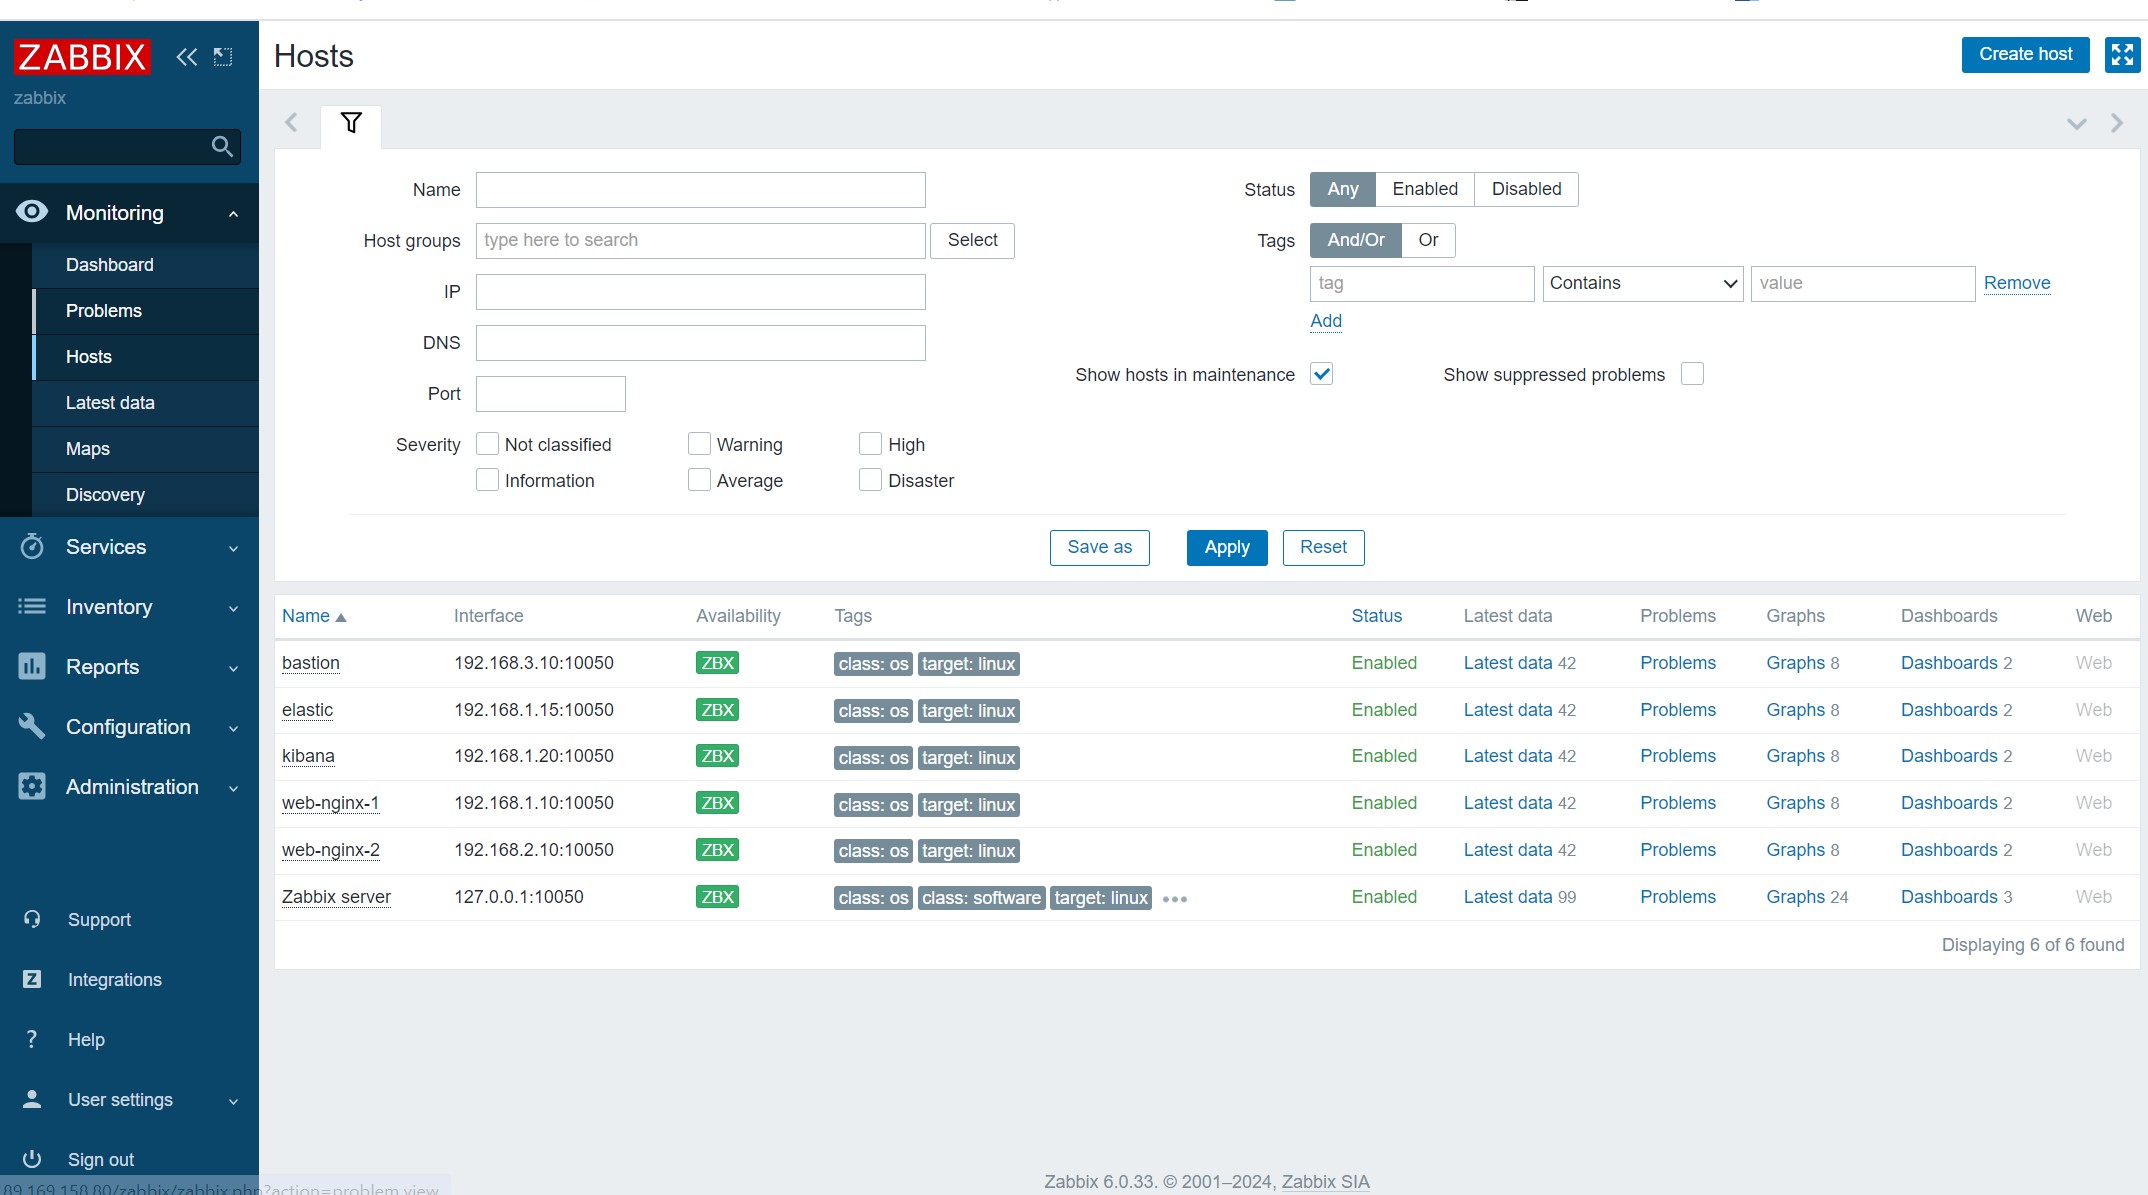 ZABBIX
zabbix
Monitoring
Dashboard
Problems
Hosts
Latest data
Maps
Discovery
Services
Inventory
Reports
Configuration
Administration
Support
Integrations
Help
User settings
Sign out
89.169.158.80/zabbix/zabbix.php?action=problem.view
Hosts
Create host
Name
Host groups type here to search Select
IP
DNS
Port
Severity Not classified Warning High
Information Average Disaster
Status Any Enabled Disabled
Tags And/Or Or
tag Contains value Remove
Add
Show hosts in maintenance Show suppressed problems
Save as Apply Reset
Name Interface Availability Tags Status Latest data Problems Graphs Dashboards Web
bastion 192.168.3.10:10050 ZBX class: os target: linux Enabled Latest data 42 Problems Graphs 8 Dashboards 2 Web
elastic 192.168.1.15:10050 ZBX class: os target: linux Enabled Latest data 42 Problems Graphs 8 Dashboards 2 Web
kibana 192.168.1.20:10050 ZBX class: os target: linux Enabled Latest data 42 Problems Graphs 8 Dashboards 2 Web
web-nginx-1 192.168.1.10:10050 ZBX class: os target: linux Enabled Latest data 42 Problems Graphs 8 Dashboards 2 Web
web-nginx-2 192.168.2.10:10050 ZBX class: os target: linux Enabled Latest data 42 Problems Graphs 8 Dashboards 2 Web
Zabbix server 127.0.0.1:10050 ZBX class: os class: software target: linux ••• Enabled Latest data 99 Problems Graphs 24 Dashboards 3 Web
Displaying 6 of 6 found
Zabbix 6.0.33. © 2001–2024, Zabbix SIA